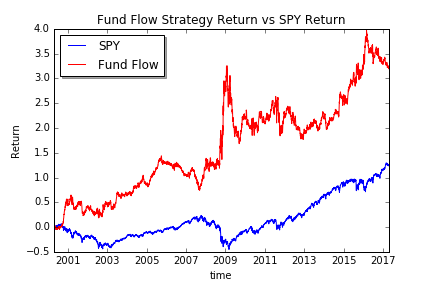 Fund Flow Strategy Return vs SPY Return
4.0
3.5
3.0
2.5
2.0
1.5
1.0
0.5
0.0
−0.5
Return
SPY
Fund Flow
2001 2003 2005 2007 2009 2011 2013 2015 2017
time